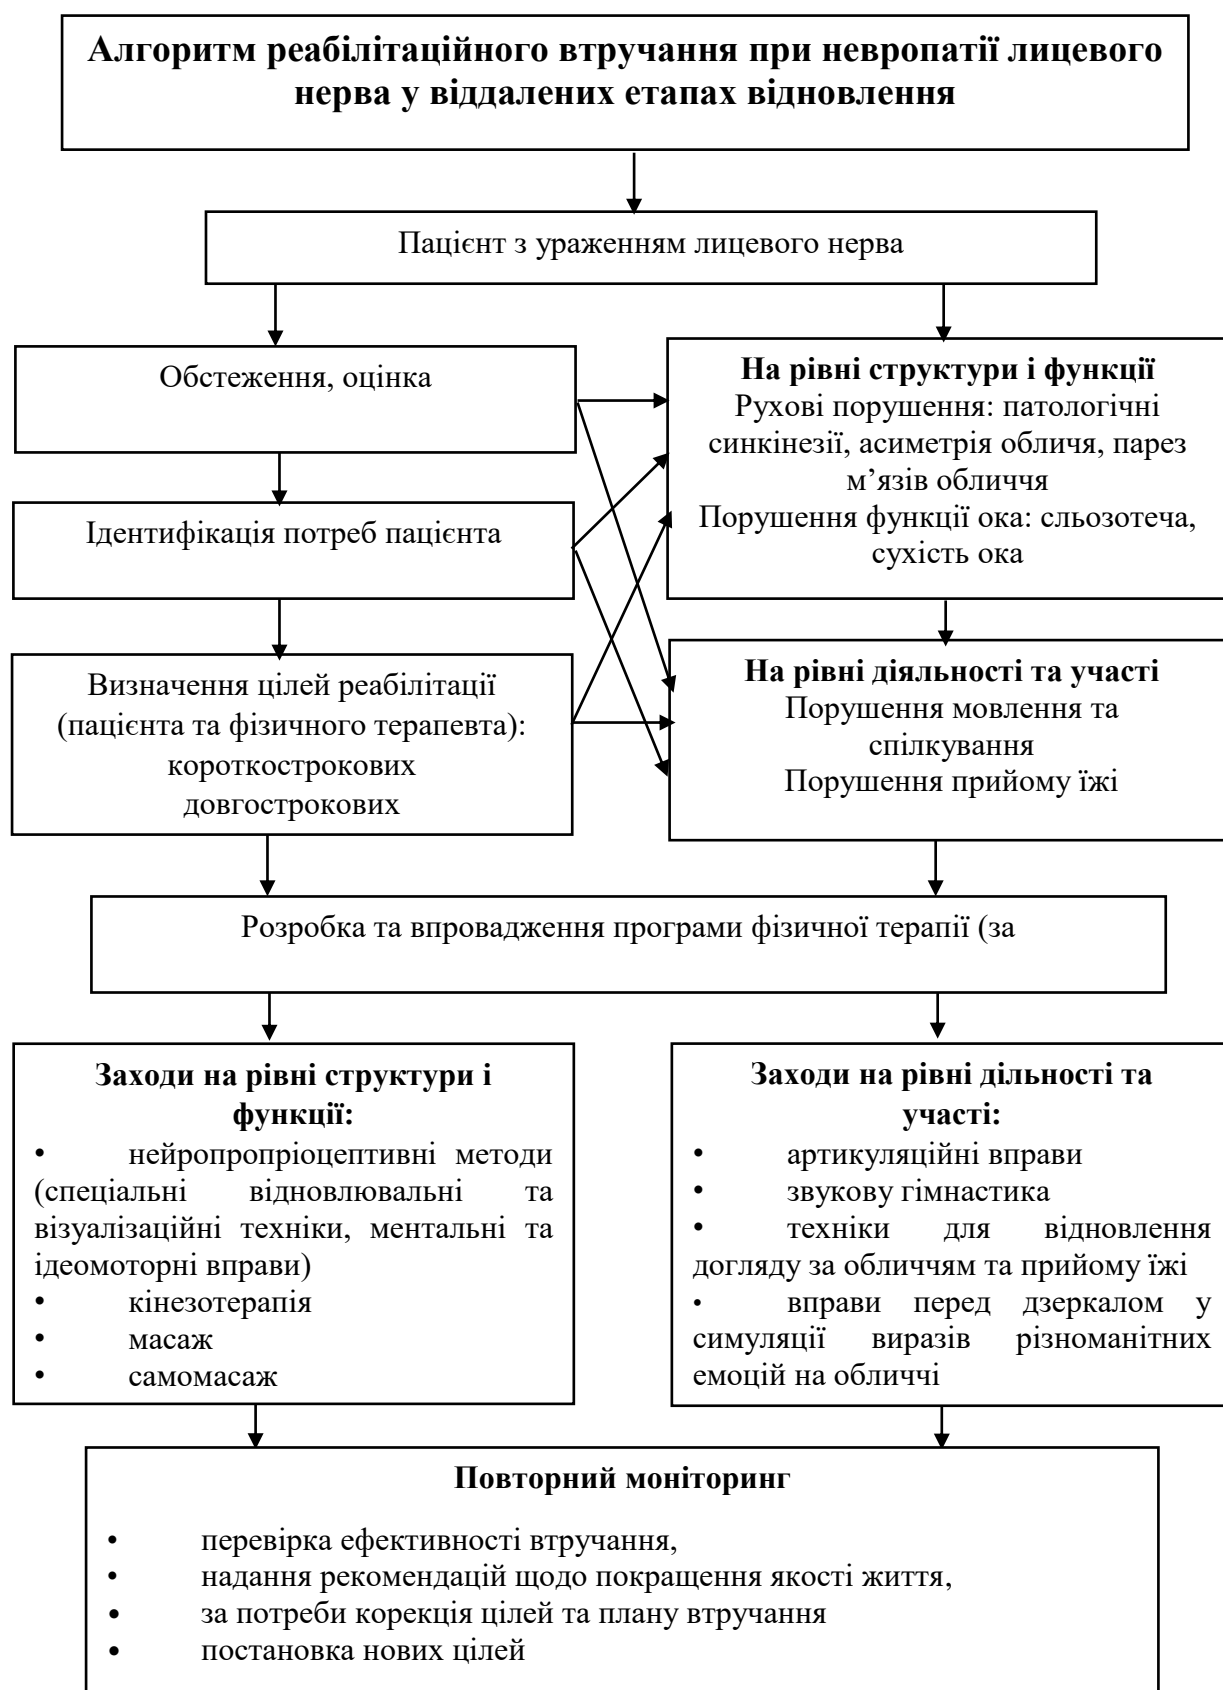 Алгоритм реабілітаційного втручання при невропатії лицевого
нерва у віддалених етапах відновлення
Пацієнт з ураженням лицевого нерва
Обстеження, оцінка
Ідентифікація потреб пацієнта
Визначення цілей реабілітації
(пацієнта та фізичного терапевта):
короткострокових
довгострокових
На рівні структури і функції
Рухові порушення: патологічні
синкінезії, асиметрія обличя, парез
м’язів обличчя
Порушення функції ока: сльозотеча,
сухість ока
На рівні діяльності та участі
Порушення мовлення та
спілкування
Порушення прийому їжі
Розробка та впровадження програми фізичної терапії (за
Заходи на рівні структури і
функції:
• нейропропріоцептивні методи
(спеціальні відновлювальні та
візуалізаційні техніки, ментальні та
ідеомоторні вправи)
• кінезотерапія
• масаж
• самомасаж
Заходи на рівні дільності та
участі:
• артикуляційні вправи
• звукову гімнастика
• техніки для відновлення
догляду за обличчям та прийому їжі
• вправи перед дзеркалом у
симуляції виразів різноманітних
емоцій на обличчі
Повторний моніторинг
• перевірка ефективності втручання,
• надання рекомендацій щодо покращення якості життя,
• за потреби корекція цілей та плану втручання
• постановка нових цілей